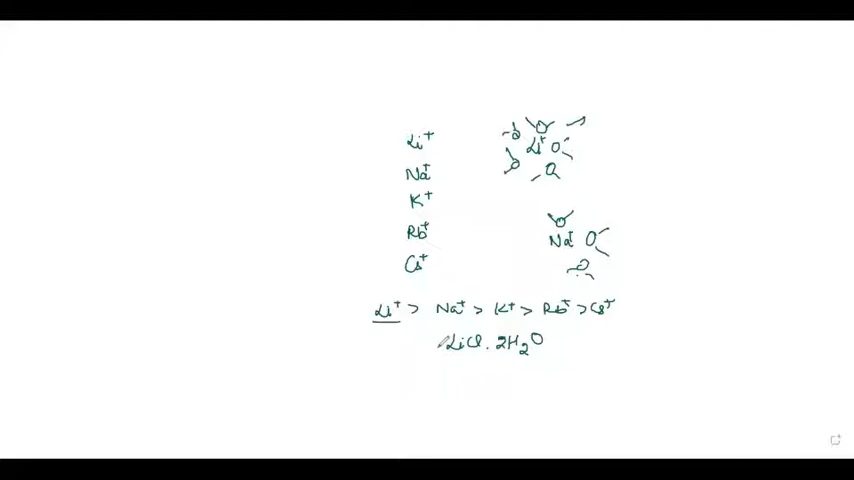 Li⁺
Na⁺
K⁺
Rb⁺
Cs⁺
O
O
Li⁺ O
O
O
O
Na⁺ O
O
Li⁺ > Na⁺ > K⁺ > Rb⁺ > Cs⁺
LiCl. 2H₂O